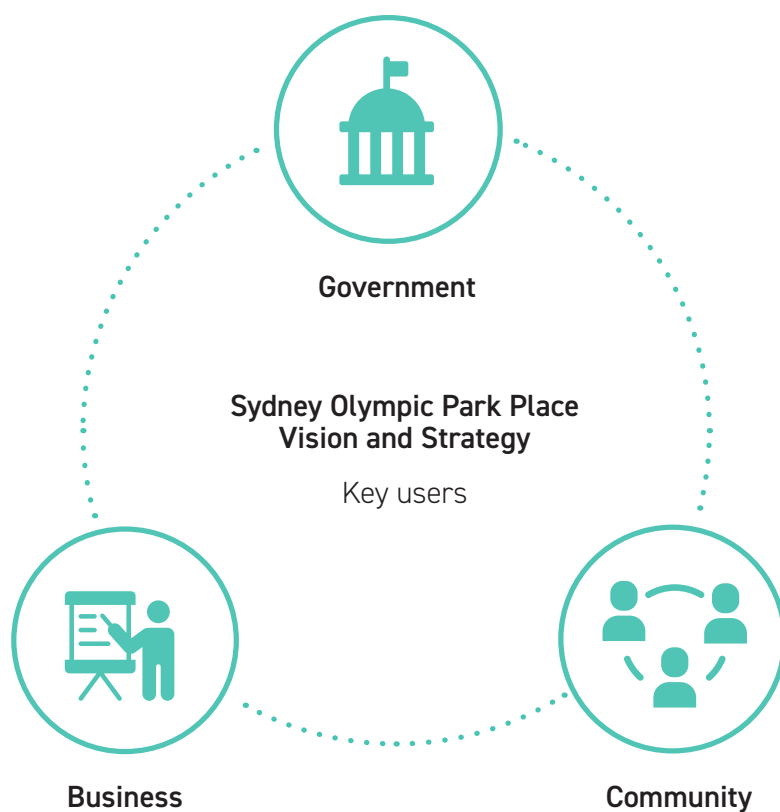 Government
Sydney Olympic Park Place
Vision and Strategy
Key users
Business
Community